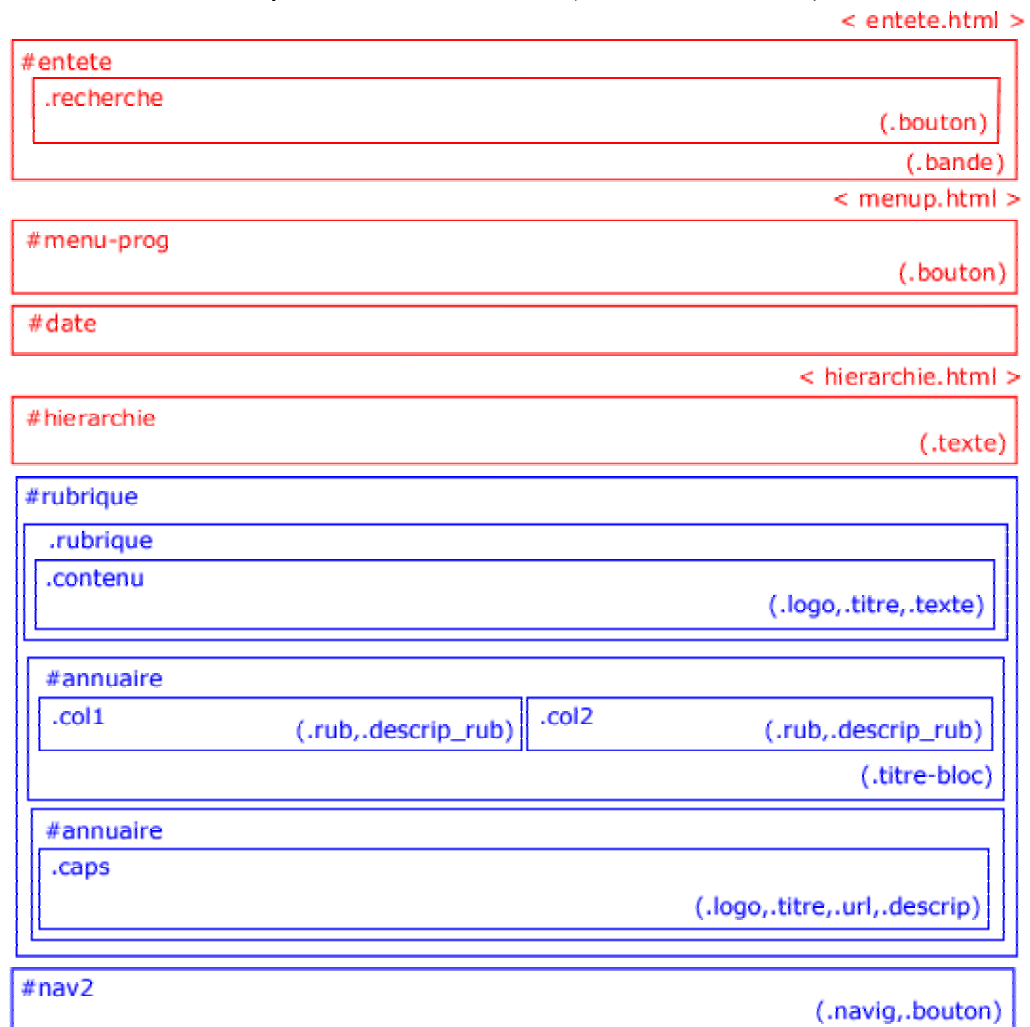 < entete.html >
#entete
.recherche
(.bouton)
(.bande)
< menup.html >
#menu-prog
(.bouton)
#date
< hierarchie.html >
#hierarchie
(.texte)
#rubrique
.rubrique
.contenu
(.logo,.titre,.texte)
#annuaire
.col1 (.rub,.descrip_rub) .col2 (.rub,.descrip_rub)
(.titre-bloc)
#annuaire
.caps
(.logo,.titre,.url,.descrip)
#nav2
(.navig,.bouton)